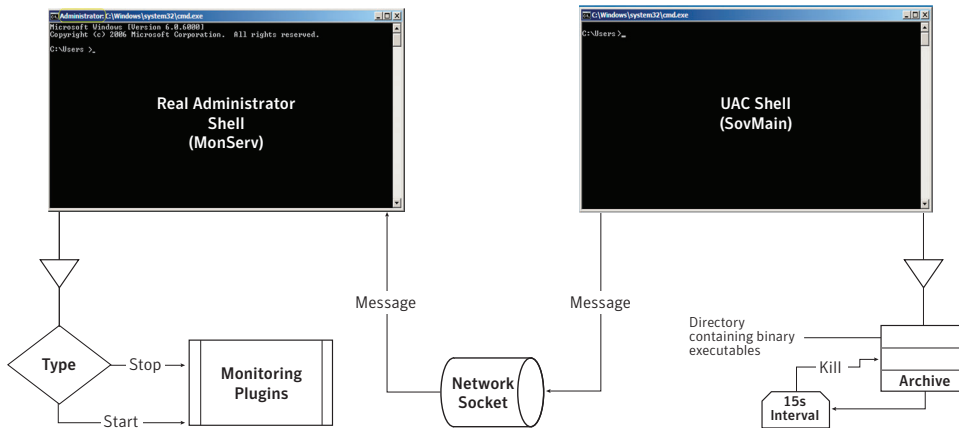 Administrator: C:\Windows\system32\cmd.exe
Microsoft Windows [Version 6.0.6000]
Copyright (c) 2006 Microsoft Corporation. All rights reserved.
C:\Users >_
Real Administrator
Shell
(MonServ)
C:\Windows\system32\cmd.exe
C:\Users >_
UAC Shell
(SovMain)
Message
Message
Type
Stop
Start
Monitoring
Plugins
Network
Socket
Directory
containing binary
executables
Kill
Archive
15s
Interval